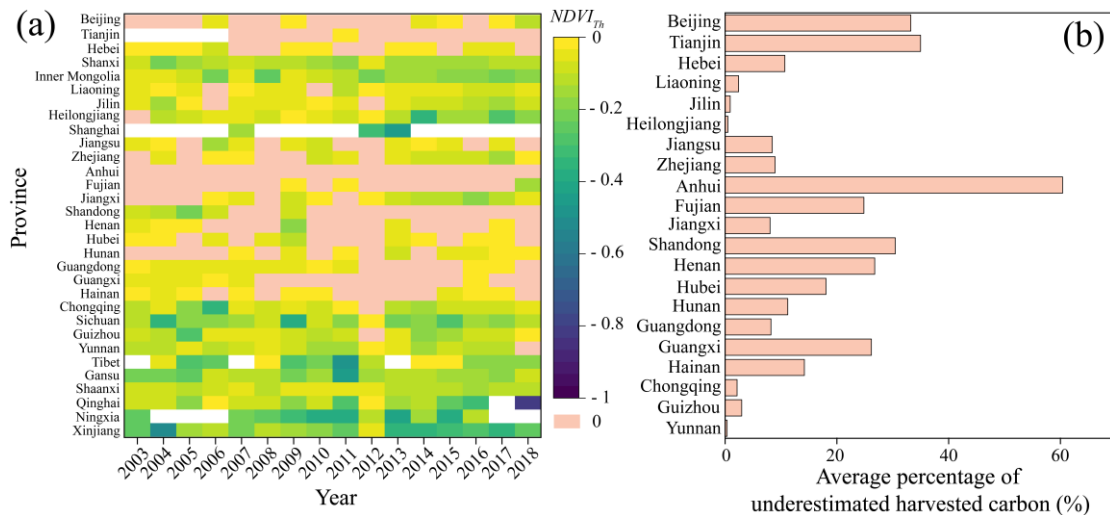 (a)
Province
Beijing
Tianjin
Hebei
Shanxi
Inner Mongolia
Liaoning
Jilin
Heilongjiang
Shanghai
Jiangsu
Zhejiang
Anhui
Fujian
Jiangxi
Shandong
Henan
Hubei
Hunan
Guangdong
Guangxi
Hainan
Chongqing
Sichuan
Guizhou
Yunnan
Tibet
Gansu
Shaanxi
Qinghai
Ningxia
Xinjiang
2003 2004 2005 2006 2007 2008 2009 2010 2011 2012 2013 2014 2015 2016 2017 2018
Year
NDVI_Th
0
- 0.2
- 0.4
- 0.6
- 0.8
- 1
0
(b)
Beijing
Tianjin
Hebei
Liaoning
Jilin
Heilongjiang
Jiangsu
Zhejiang
Anhui
Fujian
Jiangxi
Shandong
Henan
Hubei
Hunan
Guangdong
Guangxi
Hainan
Chongqing
Guizhou
Yunnan
0 20 40 60
Average percentage of
underestimated harvested carbon (%)